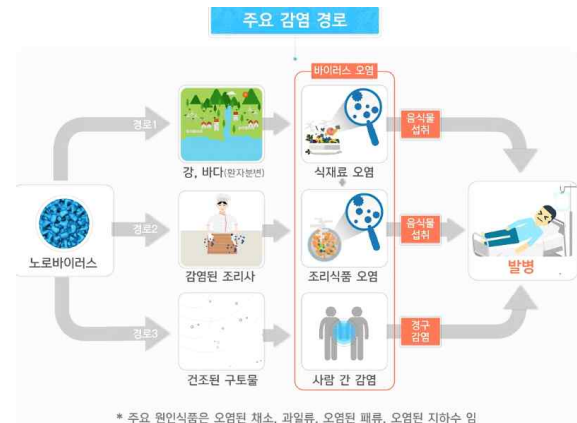 주요 감염 경로
바이러스 오염
경로1
강, 바다(환자분변)
식재료 오염
음식물
섭취
노로바이러스
경로2
감염된 조리사
조리식품 오염
음식물
섭취
발병
경로3
건조된 구토물
사람 간 감염
경구
감염
* 주요 원인식품은 오염된 채소, 과일류, 오염된 패류, 오염된 지하수 임